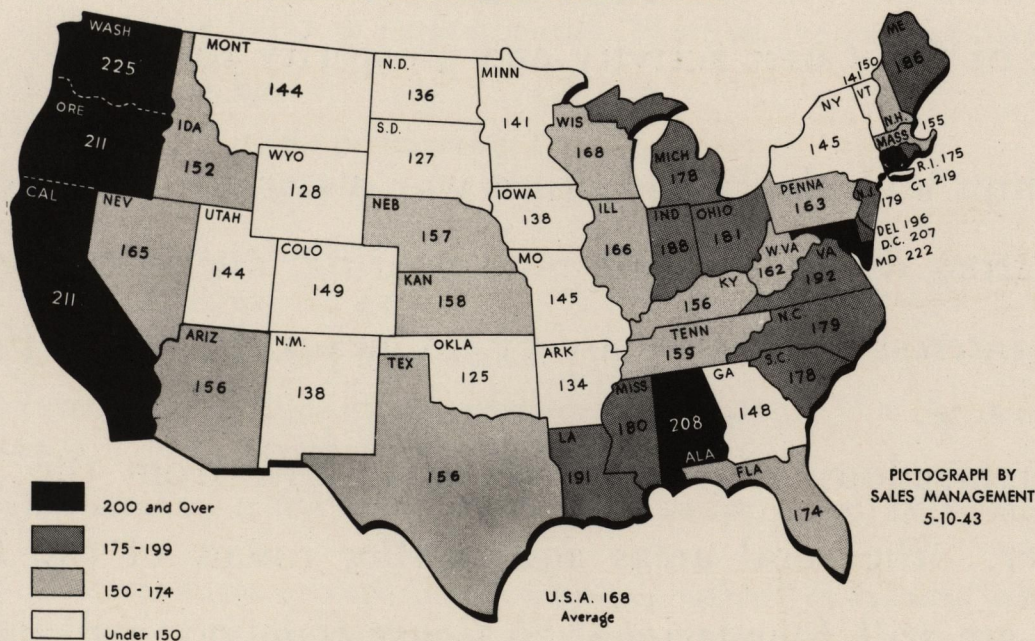 WASH
225
ORE
211
CAL
211
IDA
152
NEV
165
MONT
144
WYO
128
UTAH
144
COLO
149
ARIZ
156
N.M.
138
N.D.
136
S.D.
127
NEB
157
KAN
158
OKLA
125
TEX
156
MINN
141
IOWA
138
MO
145
ARK
134
LA
191
WIS
168
ILL
166
MICH
178
IND
188
OHIO
181
KY
156
TENN
159
MISS
180
208
ALA
GA
148
FLA
174
S.C.
178
N.C
179
VA
192
W.VA
162
PENNA
163
NY
145
141
VT
150
N.H.
ME
186
MASS
155
R.I. 175
CT 219
N.J.
179
DEL 196
D.C. 207
MD 222
200 and Over
175-199
150-174
Under 150
U.S.A. 168
Average
PICTOGRAPH BY
SALES MANAGEMENT
5-10-43